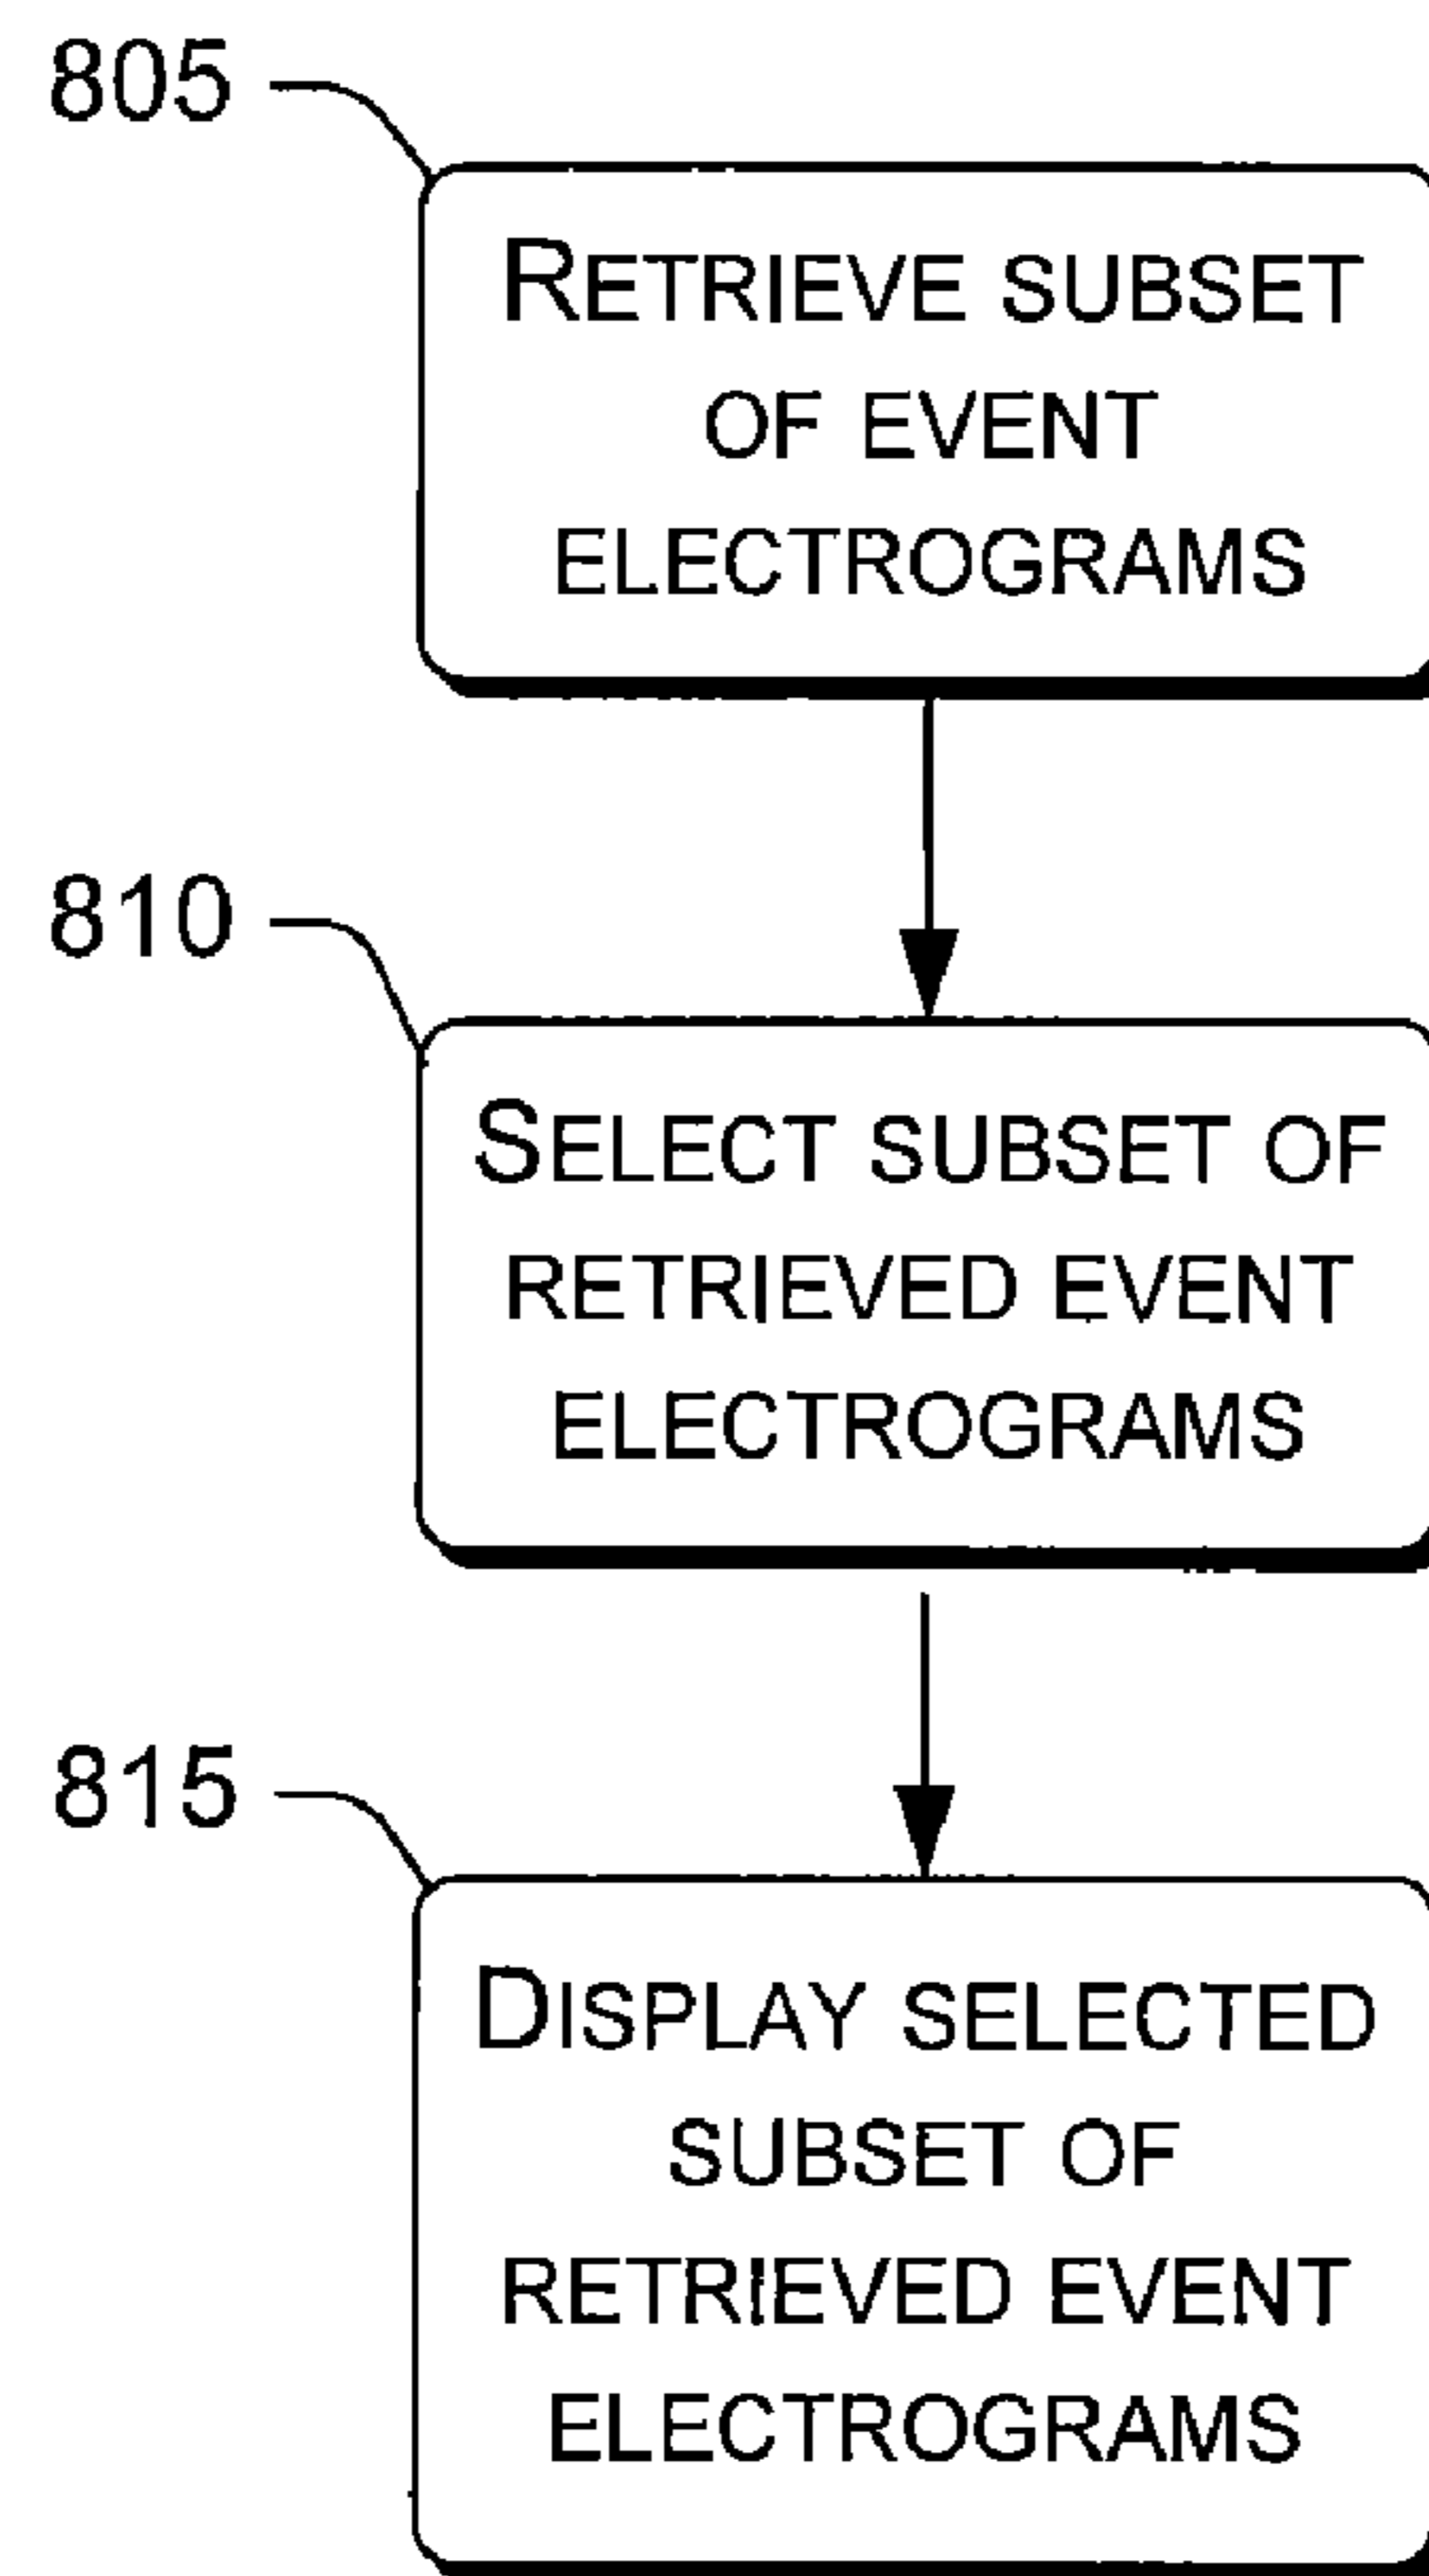 805
RETRIEVE SUBSET
OF EVENT
ELECTROGRAMS
810
SELECT SUBSET OF
RETRIEVED EVENT
ELECTROGRAMS
815
DISPLAY SELECTED
SUBSET OF
RETRIEVED EVENT
ELECTROGRAMS